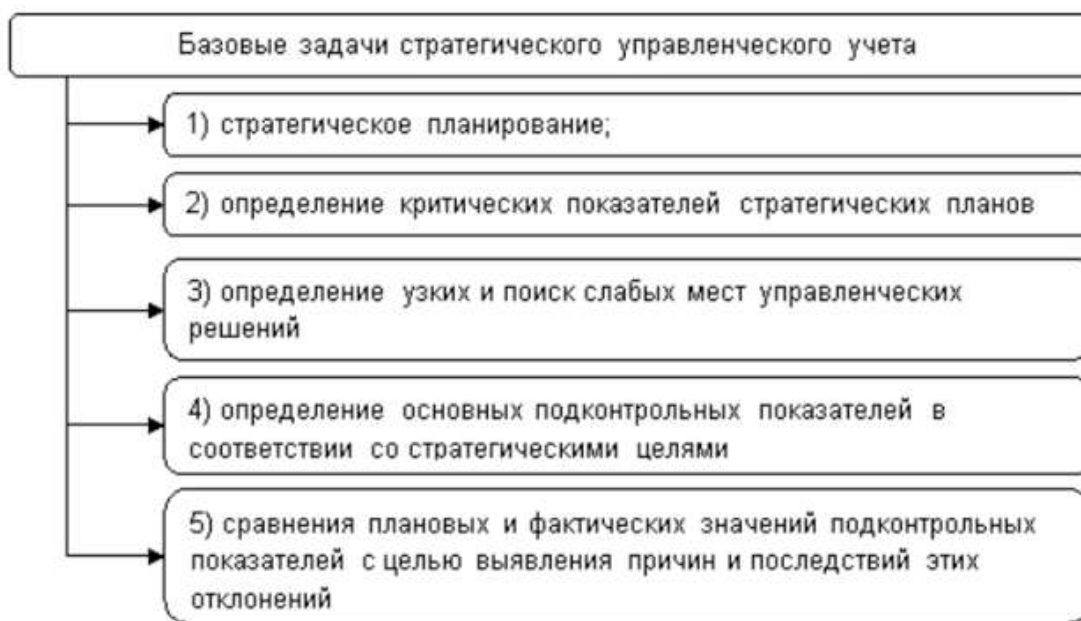 Базовые задачи стратегического управленческого учета
1) стратегическое планирование;
2) определение критических показателей стратегических планов
3) определение узких и поиск слабых мест управленческих
решений
4) определение основных подконтрольных показателей в
соответствии со стратегическими целями
5) сравнения плановых и фактических значений подконтрольных
показателей с целью выявления причин и последствий этих
отклонений